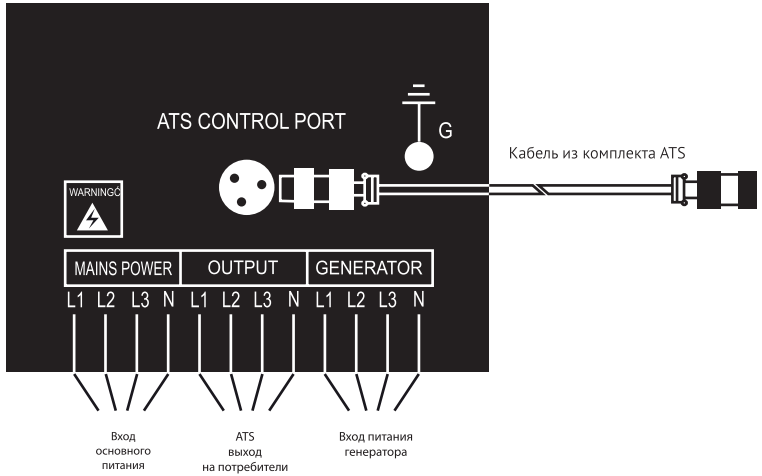 ATS CONTROL PORT
G
Кабель из комплекта ATS
WARNINGĆ
MAINS POWER OUTPUT GENERATOR
L1 L2 L3 N L1 L2 L3 N L1 L2 L3 N
Вход
основного
питания
ATS
выход
на потребители
Вход питания
генератора